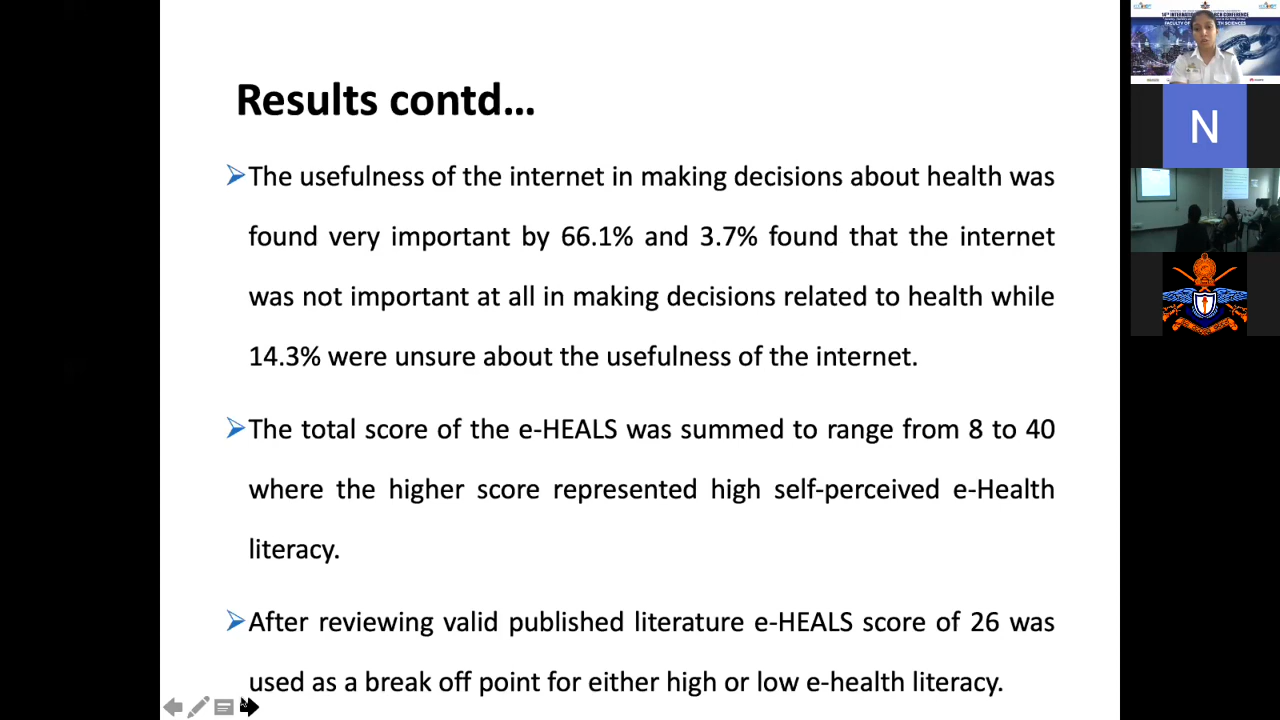 Results contd…
The usefulness of the internet in making decisions about health was
found very important by 66.1% and 3.7% found that the internet
was not important at all in making decisions related to health while
14.3% were unsure about the usefulness of the internet.
The total score of the e-HEALS was summed to range from 8 to 40
where the higher score represented high self-perceived e-Health
literacy.
After reviewing valid published literature e-HEALS score of 26 was
used as a break off point for either high or low e-health literacy.
N